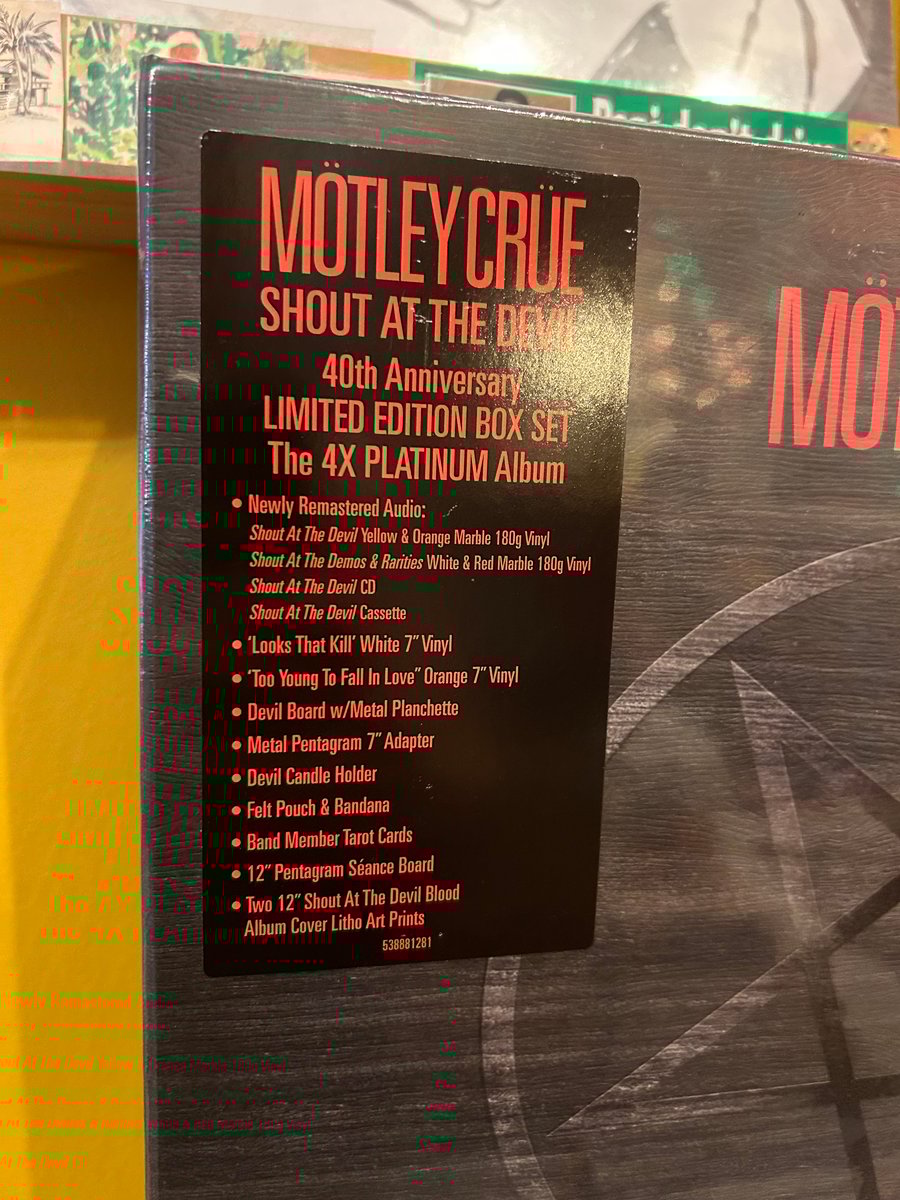 MÖTLEY CRÜE
SHOUT AT THE DEVIL
40th Anniversary
LIMITED EDITION BOX SET
The 4X PLATINUM Album
• Newly Remastered Audio:
Shout At The Devil Yellow & Orange Marble 180g Vinyl
Shout At The Demos & Rarities White & Red Marble 180g Vinyl
Shout At The Devil CD
Shout At The Devil Cassette
• ‘Looks That Kill’ White 7” Vinyl
• ‘Too Young To Fall In Love” Orange 7” Vinyl
• Devil Board w/Metal Planchette
• Metal Pentagram 7” Adapter
• Devil Candle Holder
• Felt Pouch & Bandana
• Band Member Tarot Cards
• 12” Pentagram Séance Board
• Two 12” Shout At The Devil Blood
Album Cover Litho Art Prints
538881281
MÖT